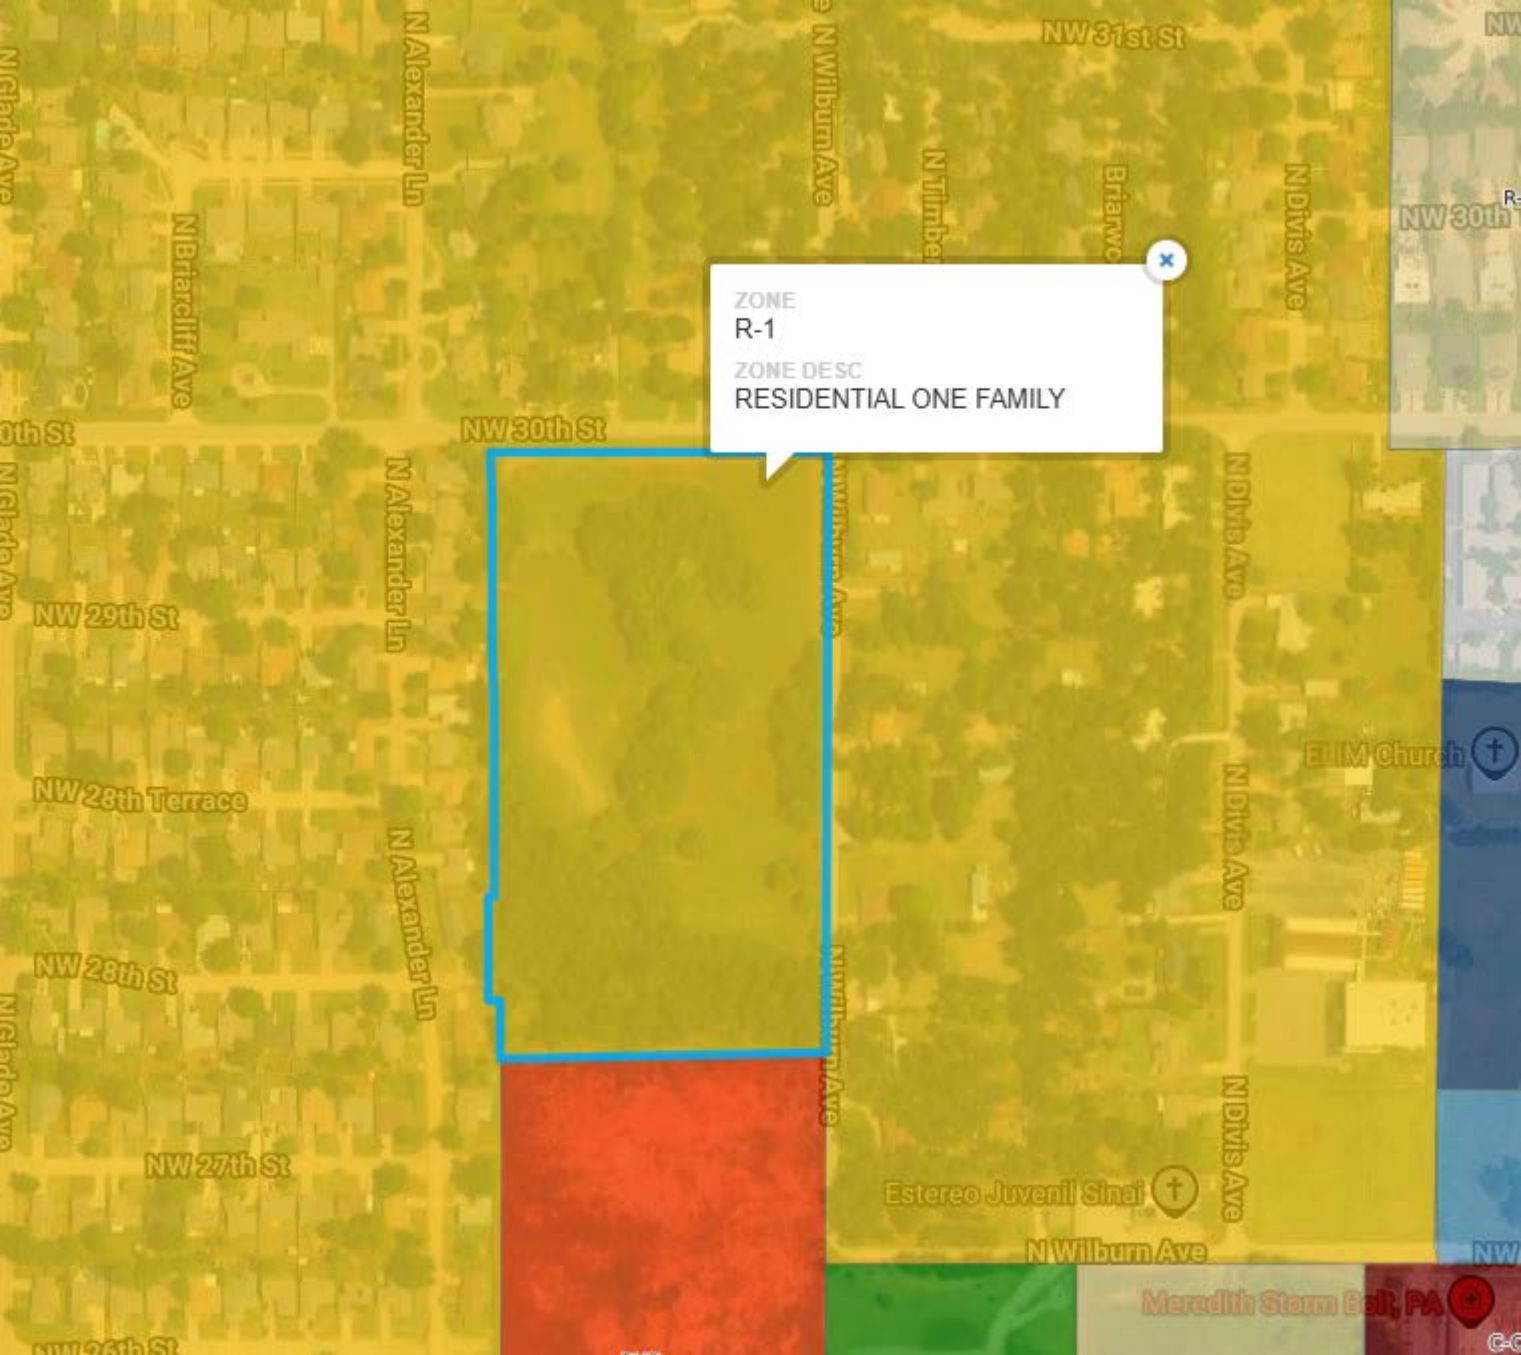 NW 31st St
N Glade Ave
N Alexander Ln
N Wilburn Ave
N Briarcliff Ave
N Divis Ave
NW 30th
ZONE
R-1
ZONE DESC
RESIDENTIAL ONE FAMILY
0th St
NW 30th St
N Glade Ave
N Alexander Ln
N Wilburn Ave
N Divis Ave
NW 29th St
ELIM Church
NW 28th Terrace
N Alexander Ln
N Divis Ave
NW 28th St
N Glade Ave
N Wilburn Ave
N Divis Ave
NW 27th St
Estereo Juvenil Sinai
N Wilburn Ave
NW
Meredith Storm Bolt, PA
NW 26th St